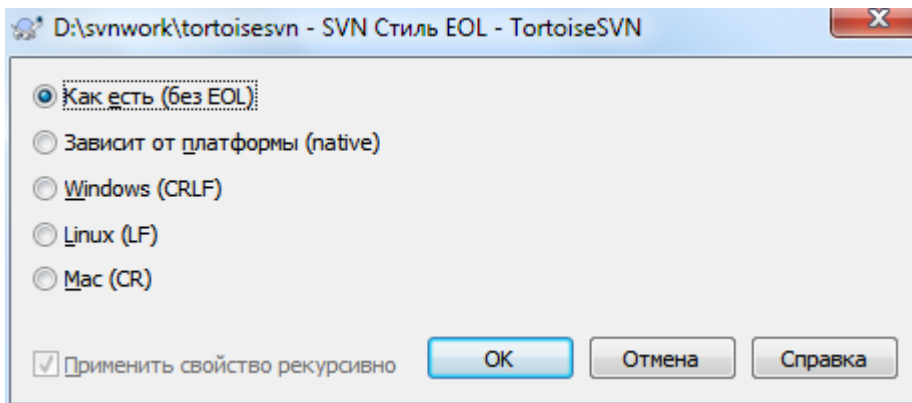 D:\svnwork\tortoisesvn - SVN Стиль EOL - TortoiseSVN
Как есть (без EOL)
Зависит от платформы (native)
Windows (CRLF)
Linux (LF)
Mac (CR)
Применить свойство рекурсивно OK Отмена Справка